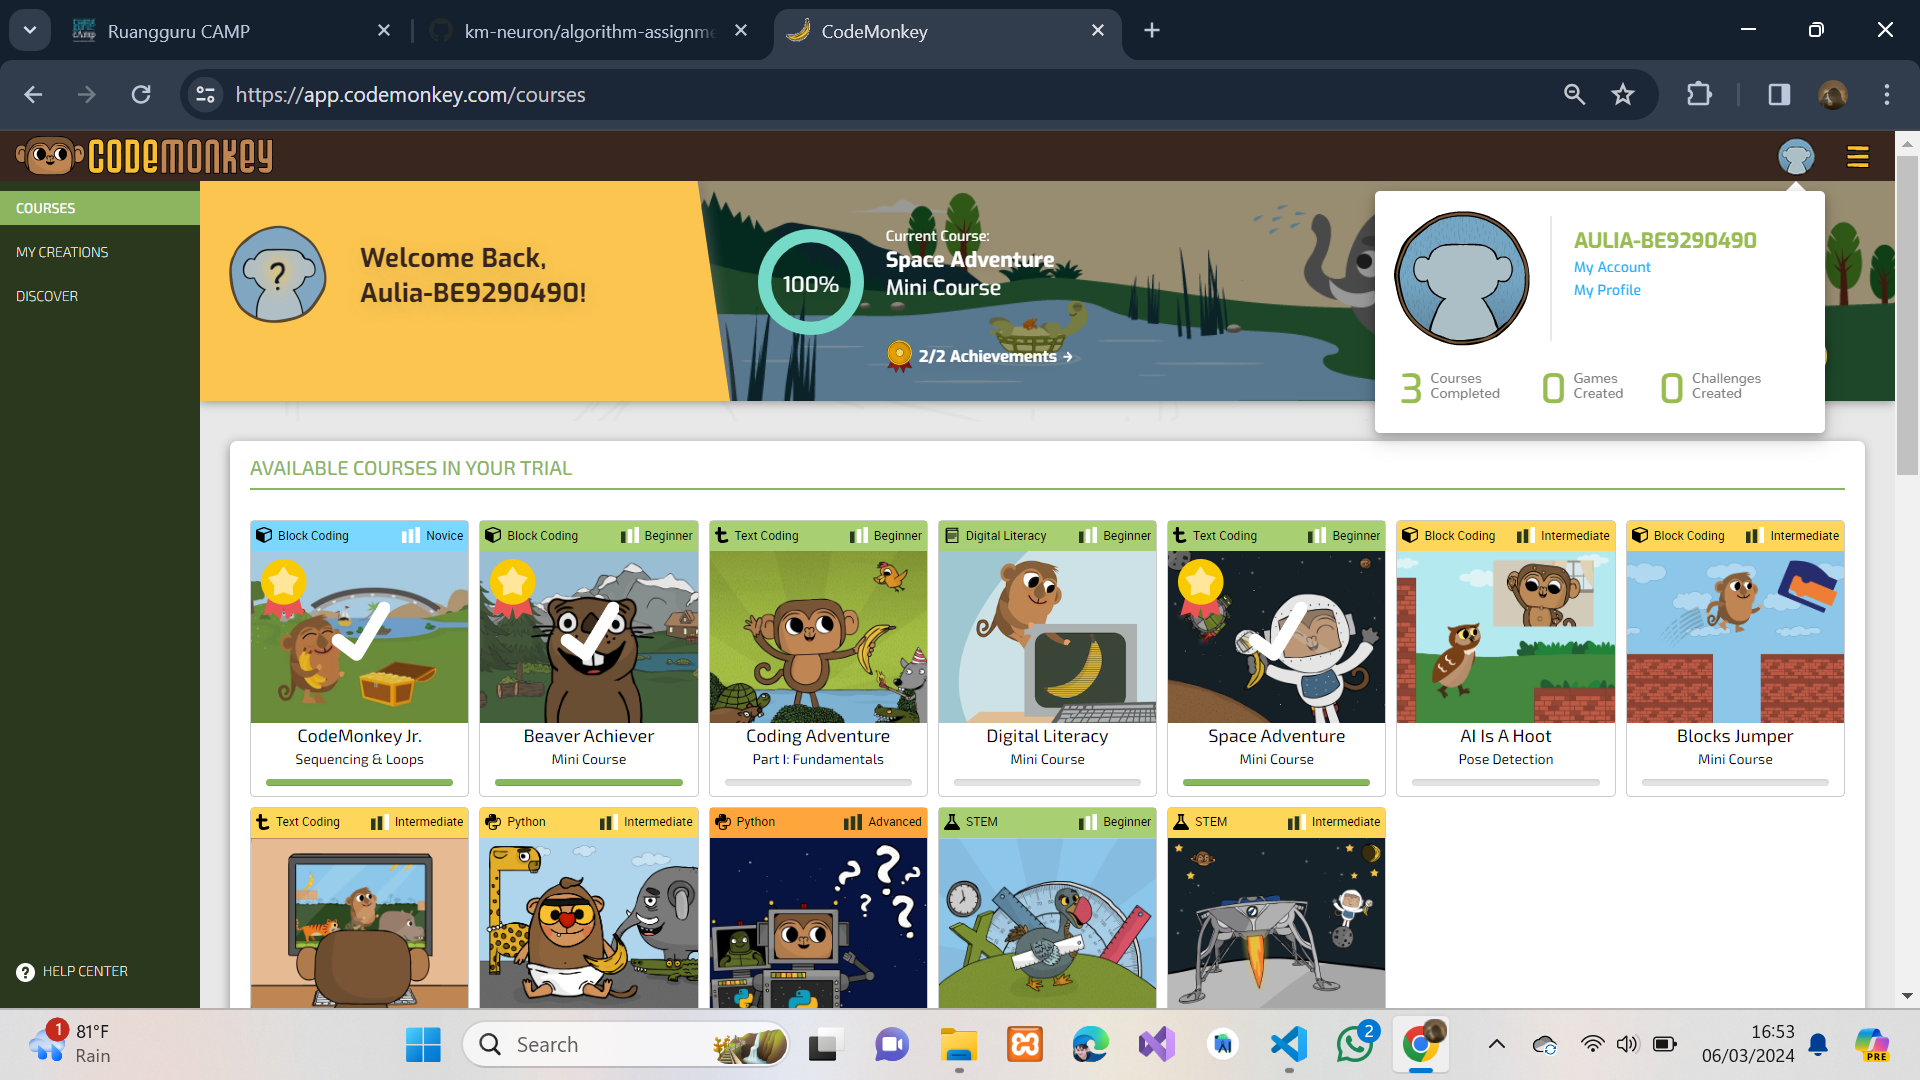 Ruangguru CAMP
km-neuron/algorithm-assignme
CodeMonkey
https://app.codemonkey.com/courses
CODEMONKEY
COURSES
MY CREATIONS
DISCOVER
HELP CENTER
?
Welcome Back,
Aulia-BE9290490!
100%
Current Course:
Space Adventure
Mini Course
2/2 Achievements →
AULIA-BE9290490
My Account
My Profile
3 Courses Completed
0 Games Created
0 Challenges Created
AVAILABLE COURSES IN YOUR TRIAL
Block Coding Novice
CodeMonkey Jr.
Sequencing & Loops
Block Coding Beginner
Beaver Achiever
Mini Course
Text Coding Beginner
Coding Adventure
Part I: Fundamentals
Digital Literacy Beginner
Digital Literacy
Mini Course
Text Coding Beginner
Space Adventure
Mini Course
Block Coding Intermediate
AI Is A Hoot
Pose Detection
Block Coding Intermediate
Blocks Jumper
Mini Course
Text Coding Intermediate
Python Intermediate
Python Advanced
? ? ? ?
STEM Beginner
STEM Intermediate
1
81°F
Rain
Search
2
16:53
06/03/2024
PRE